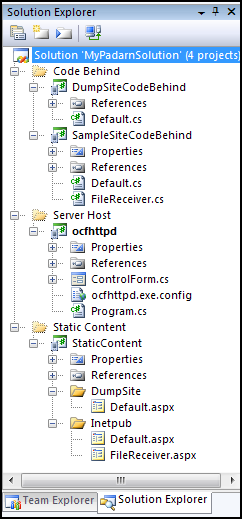 Solution Explorer
Solution 'MyPadarnSolution' (4 projects)
Code Behind
DumpSiteCodeBehind
References
Default.cs
SampleSiteCodeBehind
Properties
References
Default.cs
FileReceiver.cs
Server Host
ocfhttpd
Properties
References
ControlForm.cs
ocfhttpd.exe.config
Program.cs
Static Content
StaticContent
Properties
References
DumpSite
Default.aspx
Inetpub
Default.aspx
FileReceiver.aspx
Team Explorer Solution Explorer